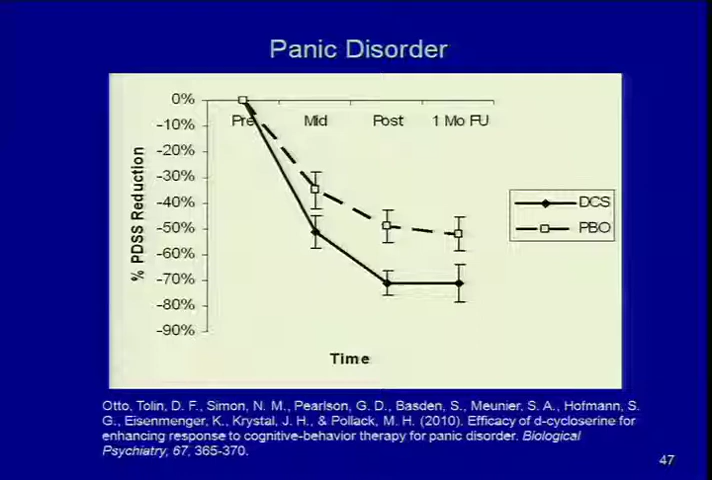 Panic Disorder
0%
-10%
-20%
-30%
-40%
-50%
-60%
-70%
-80%
-90%
% PDSS Reduction
Pre Mid Post 1 Mo FU
DCS
PBO
Time
Otto, Tolin, D. F., Simon, N. M., Pearlson, G. D., Basden, S., Meunier, S. A., Hofmann, S.
G., Eisenmenger, K., Krystal, J. H., & Pollack, M. H. (2010). Efficacy of d-cycloserine for
enhancing response to cognitive-behavior therapy for panic disorder. Biological
Psychiatry, 67, 365-370.
47